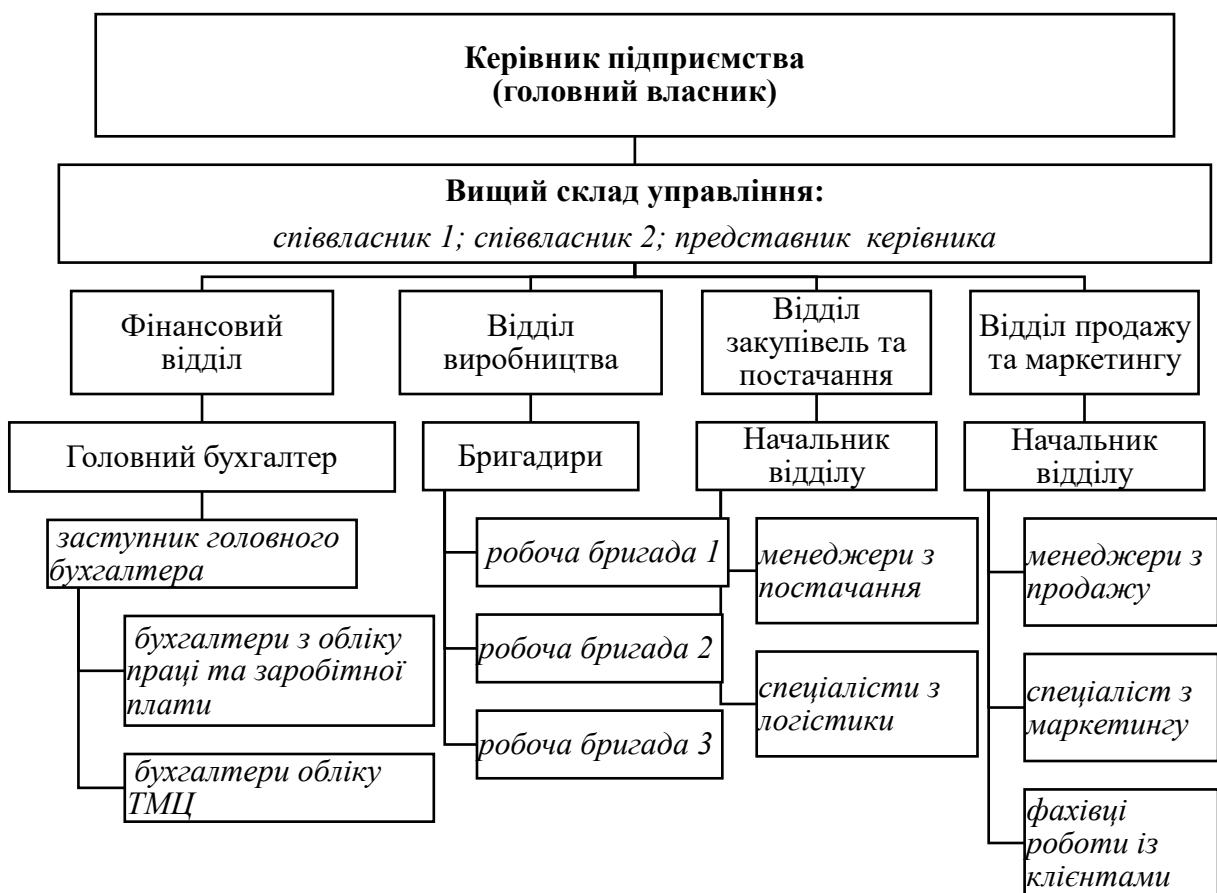 Керівник підприємства
(головний власник)
Вищий склад управління:
співвласник 1; співвласник 2; представник керівника
Фінансовий
відділ
Відділ
виробництва
Відділ
закупівель та
постачання
Відділ продажу
та маркетингу
Головний бухгалтер
Бригадири
Начальник
відділу
Начальник
відділу
заступник головного
бухгалтера
бухгалтери з обліку
праці та заробітної
плати
бухгалтери обліку
ТМЦ
робоча бригада 1
робоча бригада 2
робоча бригада 3
менеджери з
постачання
спеціалісти з
логістики
менеджери з
продажу
спеціаліст з
маркетингу
фахівці
роботи із
клієнтами